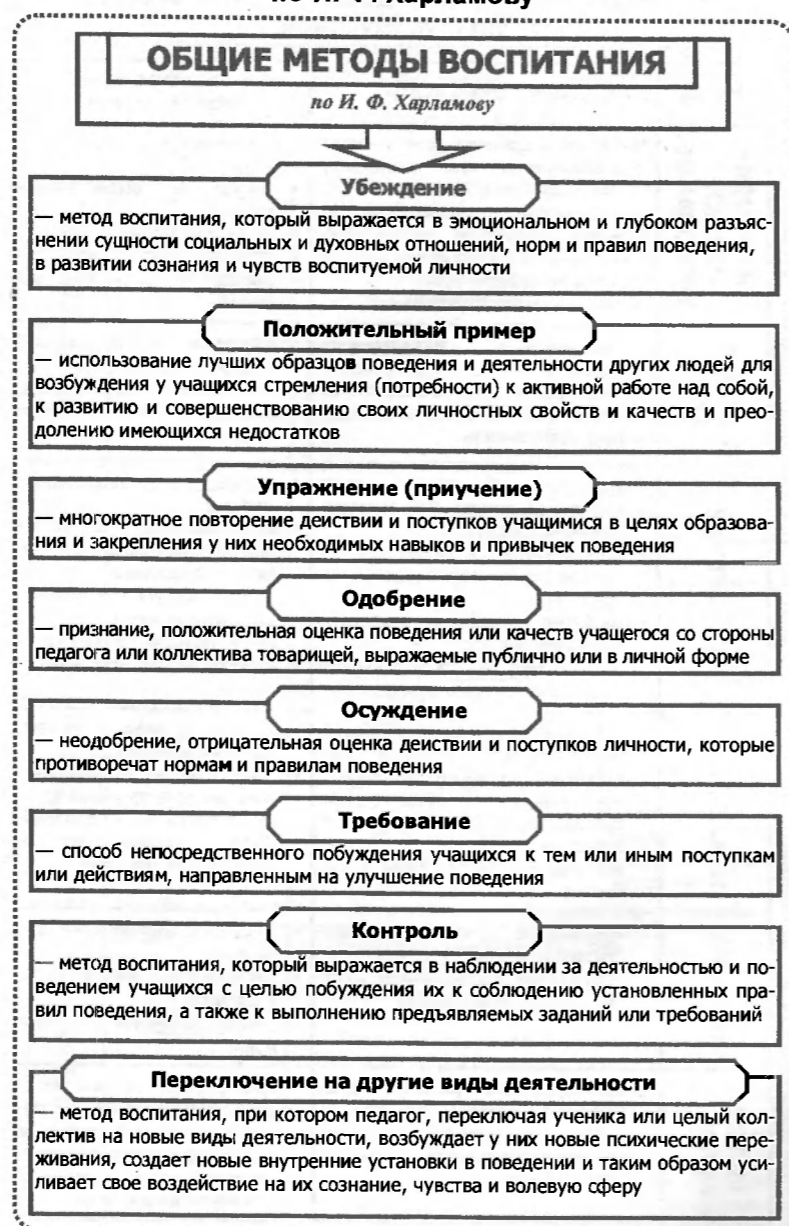 по И. Ф. Харламову
ОБЩИЕ МЕТОДЫ ВОСПИТАНИЯ
по И. Ф. Харламову
Убеждение
— метод воспитания, который выражается в эмоциональном и глубоком разъяс-
нении сущности социальных и духовных отношений, норм и правил поведения,
в развитии сознания и чувств воспитуемой личности
Положительный пример
— использование лучших образцов поведения и деятельности других людей для
возбуждения у учащихся стремления (потребности) к активной работе над собой,
к развитию и совершенствованию своих личностных свойств и качеств и прео-
долению имеющихся недостатков
Упражнение (приучение)
— многократное повторение действии и поступков учащимися в целях образова-
ния и закрепления у них необходимых навыков и привычек поведения
Одобрение
— признание, положительная оценка поведения или качеств учащегося со стороны
педагога или коллектива товарищей, выражаемые публично или в личной форме
Осуждение
— неодобрение, отрицательная оценка деиствии и поступков личности, которые
противоречат нормам и правилам поведения
Требование
— способ непосредственного побуждения учащихся к тем или иным поступкам
или действиям, направленным на улучшение поведения
Контроль
— метод воспитания, который выражается в наблюдении за деятельностью и по-
ведением учащихся с целью побуждения их к соблюдению установленных пра-
вил поведения, а также к выполнению предъявляемых заданий или требований
Переключение на другие виды деятельности
— метод воспитания, при котором педагог, переключая ученика или целый кол-
лектив на новые виды деятельности, возбуждает у них новые психические пере-
живания, создает новые внутренние установки в поведении и таким образом уси-
ливает свое воздействие на их сознание, чувства и волевую сферу